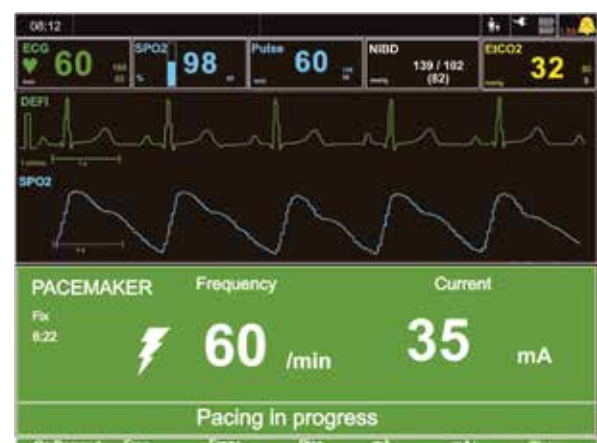 08:12
ECG 60
SPO2 % 98
Pulse 60
NIBD 139 / 102 (82)
EtCO2 32
DEFI
1 s
SPO2
PACEMAKER Frequency Current
Fix
6:22
60 /min 35 mA
Pacing in progress